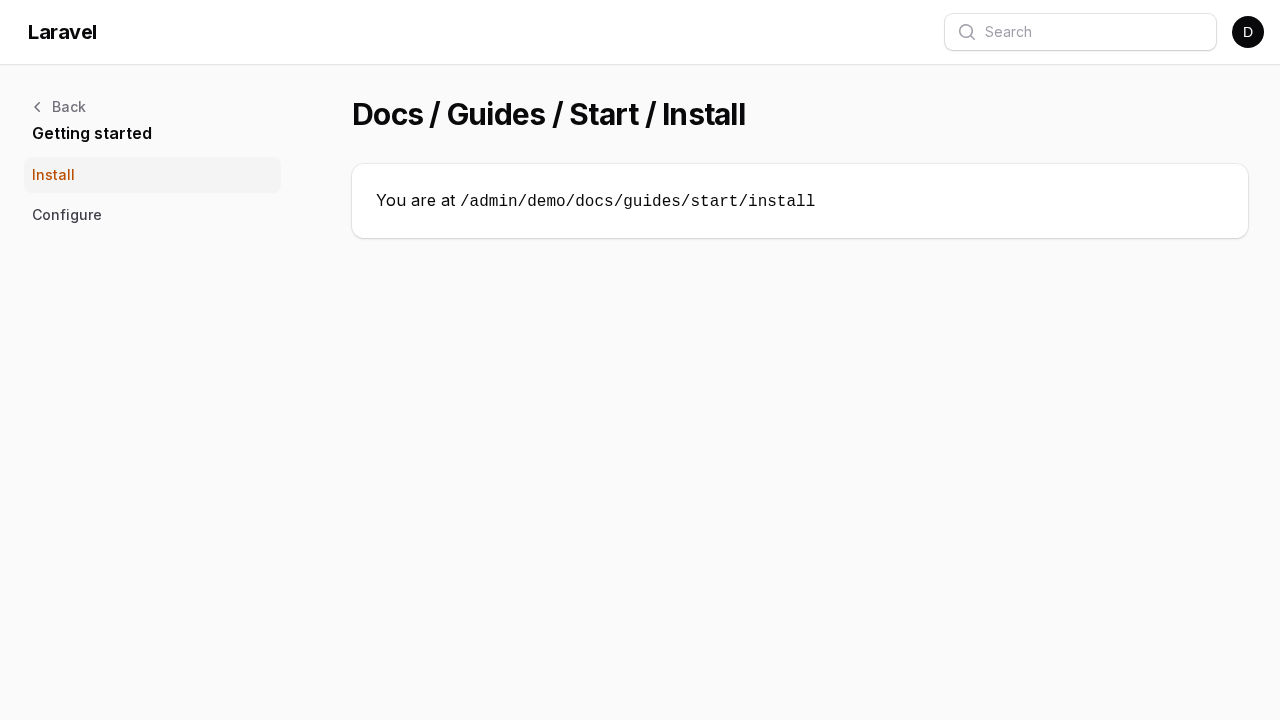 Laravel
Search
D
Back
Getting started
Install
Configure
Docs / Guides / Start / Install
You are at /admin/demo/docs/guides/start/install